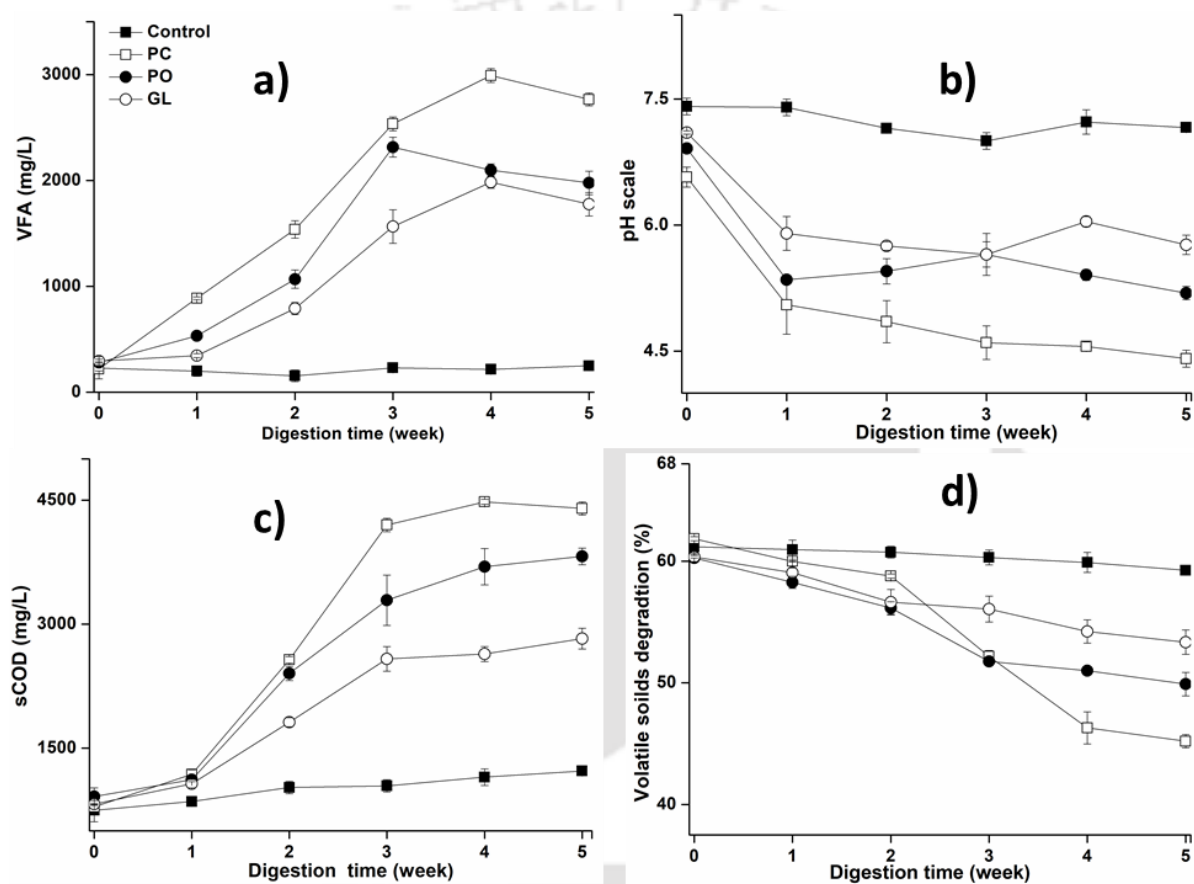 Control
PC
PO
GL
a)
3000
2000
1000
0
VFA (mg/L)
0 1 2 3 4 5
Digestion time (week)
b)
7.5
6.0
4.5
pH scale
0 1 2 3 4 5
Digestion time (week)
c)
4500
3000
1500
sCOD (mg/L)
0 1 2 3 4 5
Digestion time (week)
d)
68
60
50
40
Volatile soilds degradtion (%)
0 1 2 3 4 5
Digestion time (week)